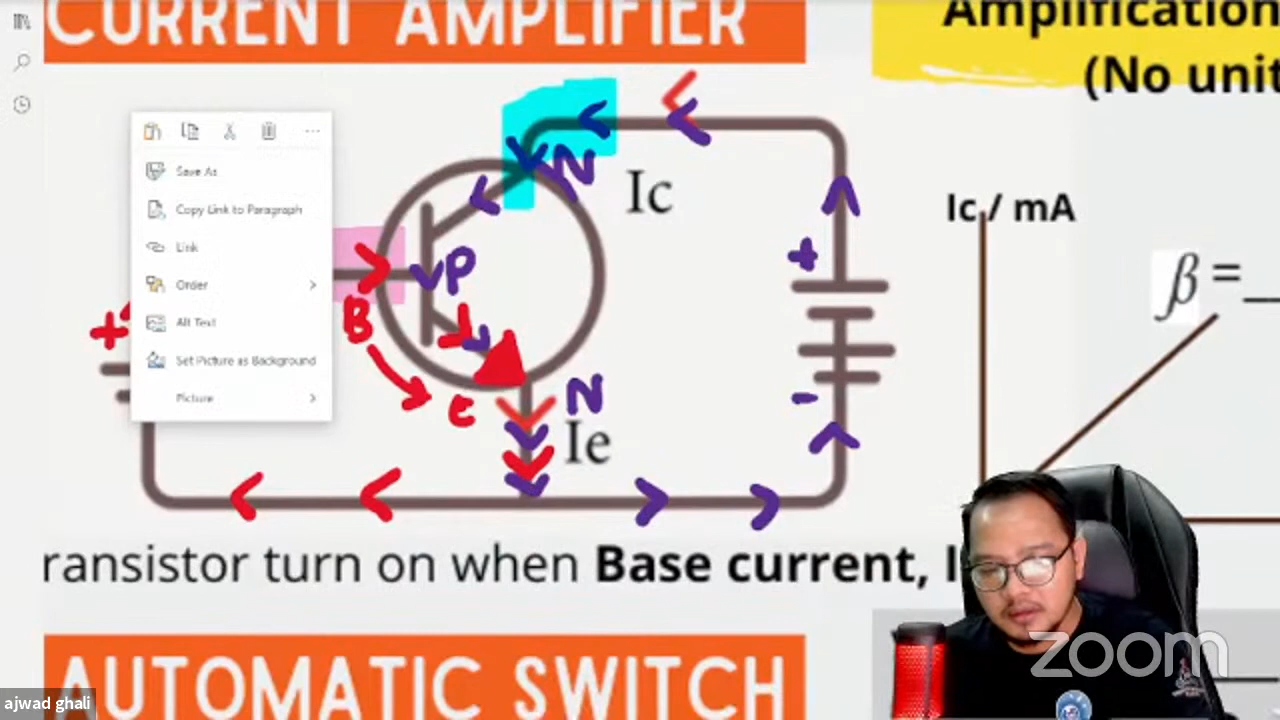 CURRENT AMPLIFIER
Amplification
(No unit
Save As
Copy Link to Paragraph
Link
Order
Alt Text
Set Picture as Background
Picture
N
Ic
P
B
+
+
-
e
N
Ie
Ic / mA
β =
ransistor turn on when Base current, I
AUTOMATIC SWITCH
zoom
ajwad ghali